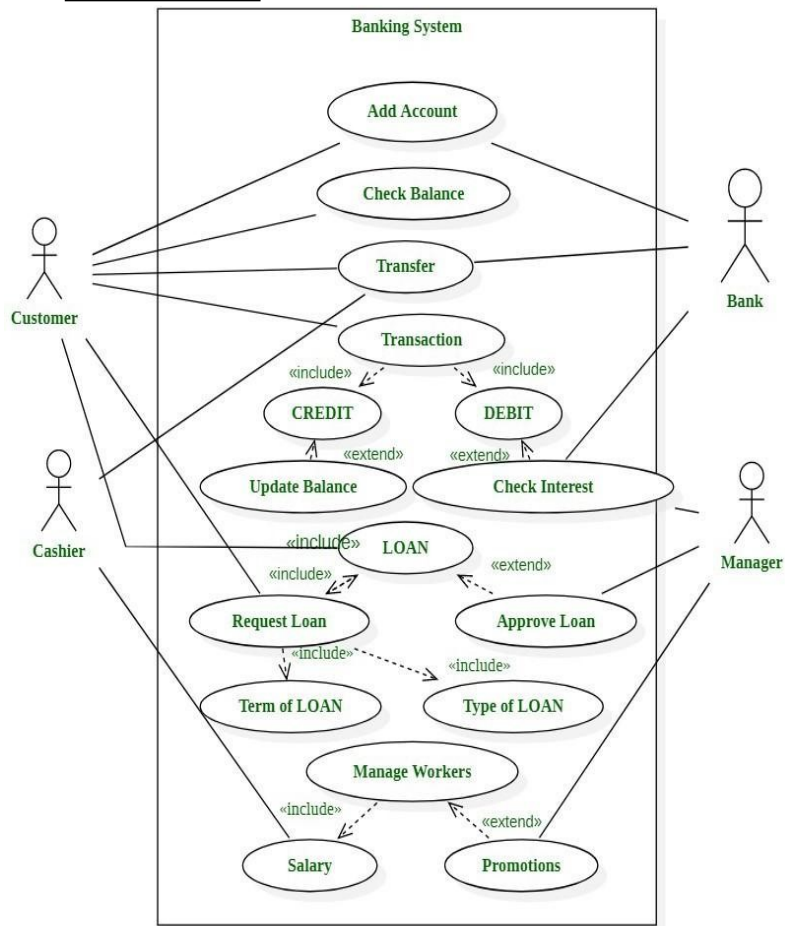 Banking System
Add Account
Check Balance
Transfer
Customer
Bank
Transaction
«include»
«include»
CREDIT
DEBIT
«extend»
«extend»
Update Balance
Check Interest
Cashier
Manager
«include»
LOAN
«include»
«extend»
Request Loan
Approve Loan
«include»
«include»
Term of LOAN
Type of LOAN
Manage Workers
«include»
«extend»
Salary
Promotions